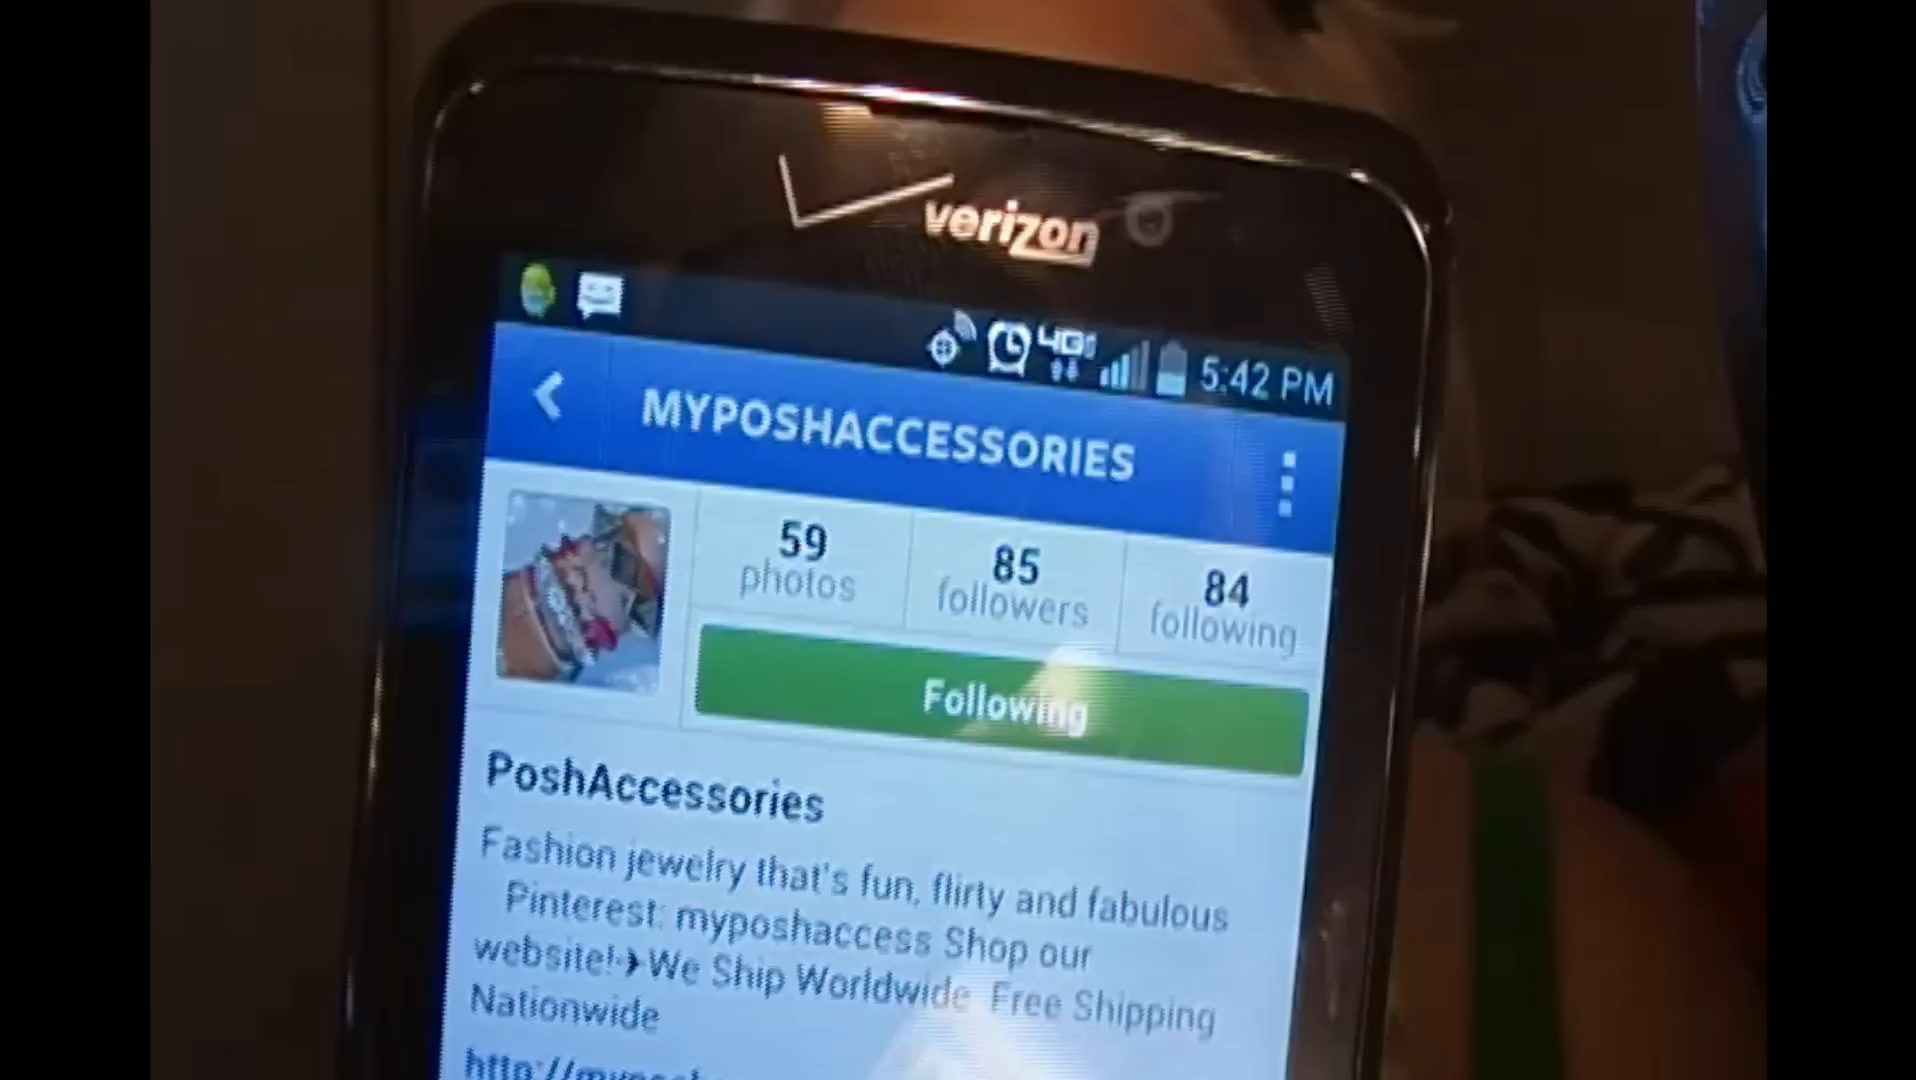 verizon
4G 5:42 PM
MYPOSHACCESSORIES
59 85 84
photos followers following
Following
PoshAccessories
Fashion jewelry that's fun, flirty and fabulous
Pinterest: myposhaccess Shop our
website!➔We Ship Worldwide Free Shipping
Nationwide